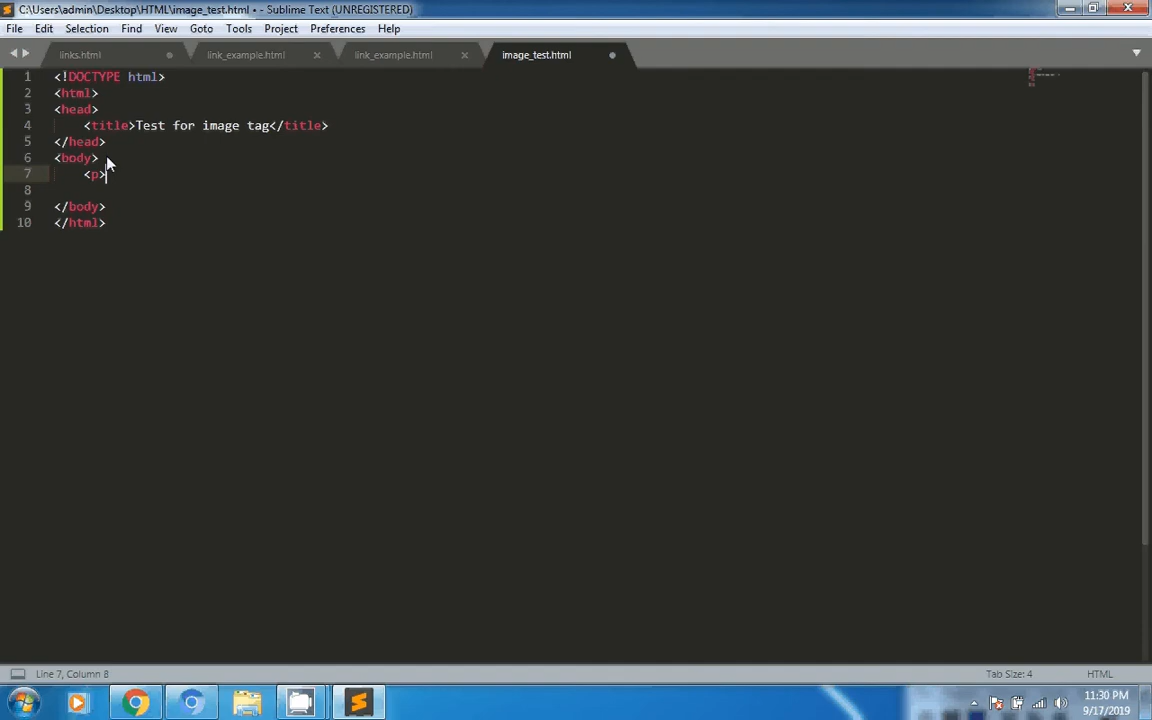 C:\Users\admin\Desktop\HTML\image_test.html • - Sublime Text (UNREGISTERED)
File Edit Selection Find View Goto Tools Project Preferences Help
links.html link_example.html link_example.html image_test.html
1 <!DOCTYPE html>
2 <html>
3 <head>
4 <title>Test for image tag</title>
5 </head>
6 <body>
7 <p>
8
9 </body>
10 </html>
Line 7, Column 8 Tab Size: 4 HTML
11:30 PM
9/17/2019